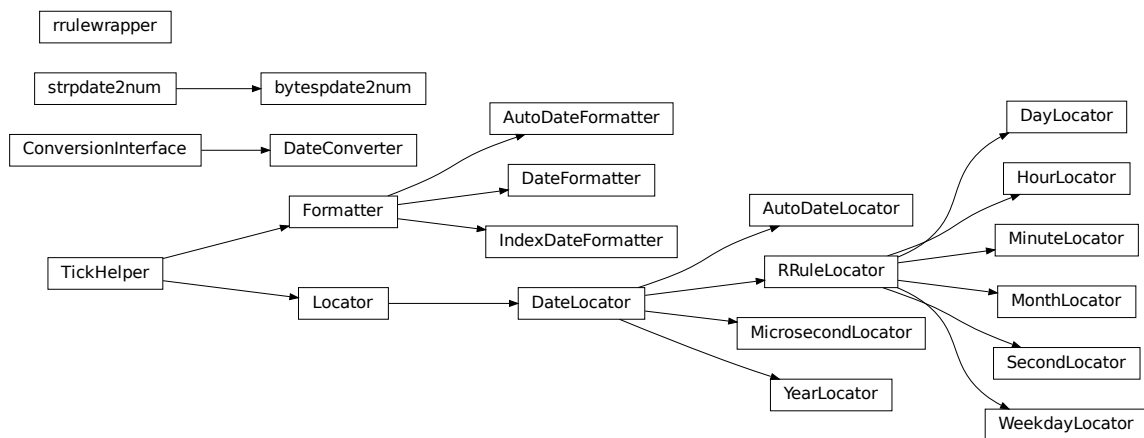 rrulewrapper
strpdate2num
bytespdate2num
ConversionInterface
DateConverter
TickHelper
Formatter
Locator
AutoDateFormatter
DateFormatter
IndexDateFormatter
DateLocator
AutoDateLocator
RRuleLocator
MicrosecondLocator
YearLocator
DayLocator
HourLocator
MinuteLocator
MonthLocator
SecondLocator
WeekdayLocator